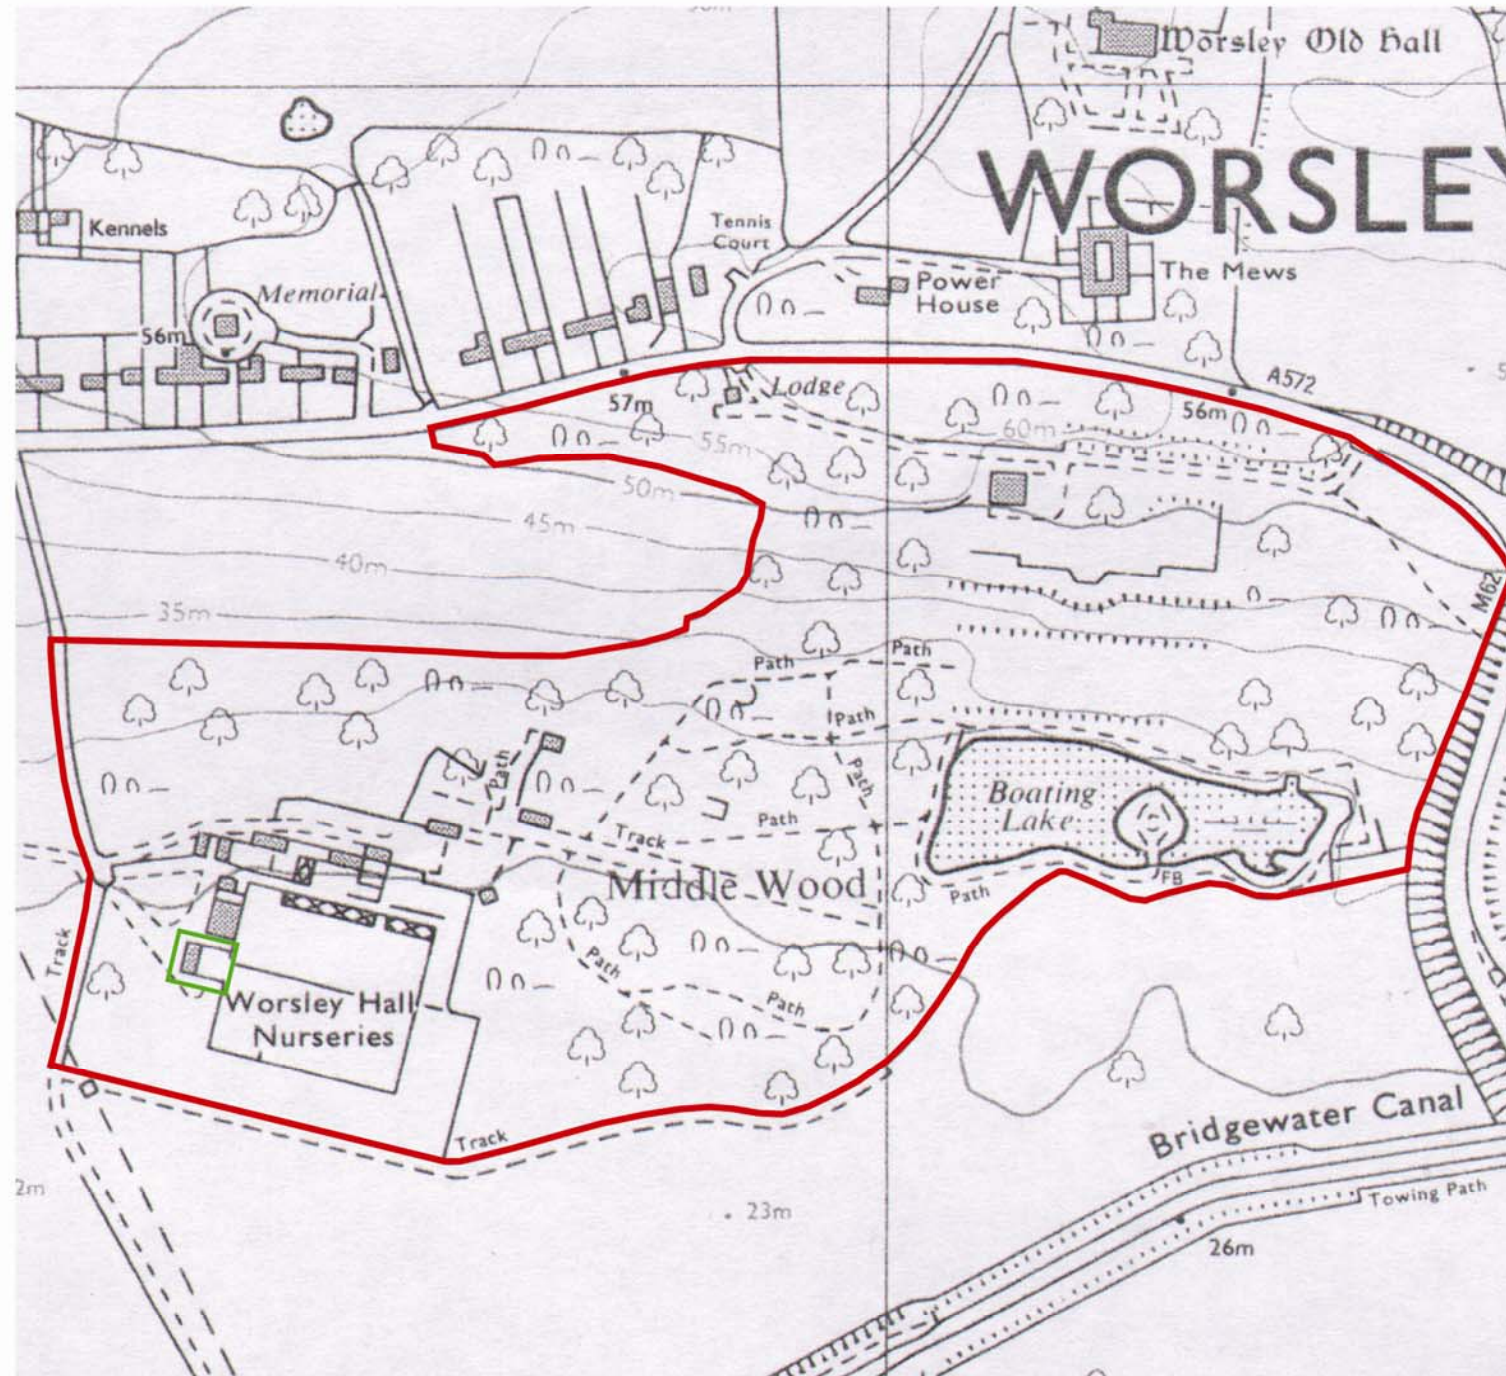 Worsley Old Hall
WORSLEY
Kennels
Tennis
Court
Memorial
56m
Power
House
The Mews
A572
57m
Lodge
56m
60m
55m
50m
45m
40m
35m
M62
Path
Path
Path
Path
Path
Boating
Lake
Track
Path
Middle Wood
Path
FB
Track
Path
Path
Worsley Hall
Nurseries
Track
Bridgewater Canal
Towing Path
2m
23m
26m